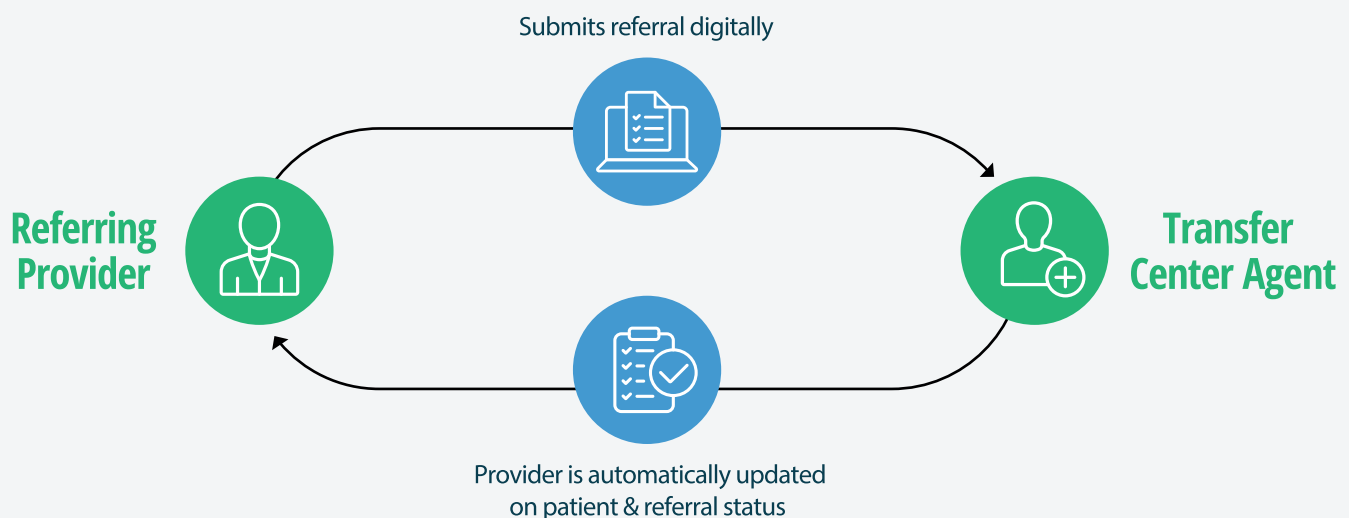 Submits referral digitally
Referring
Provider
Transfer
Center Agent
Provider is automatically updated
on patient & referral status